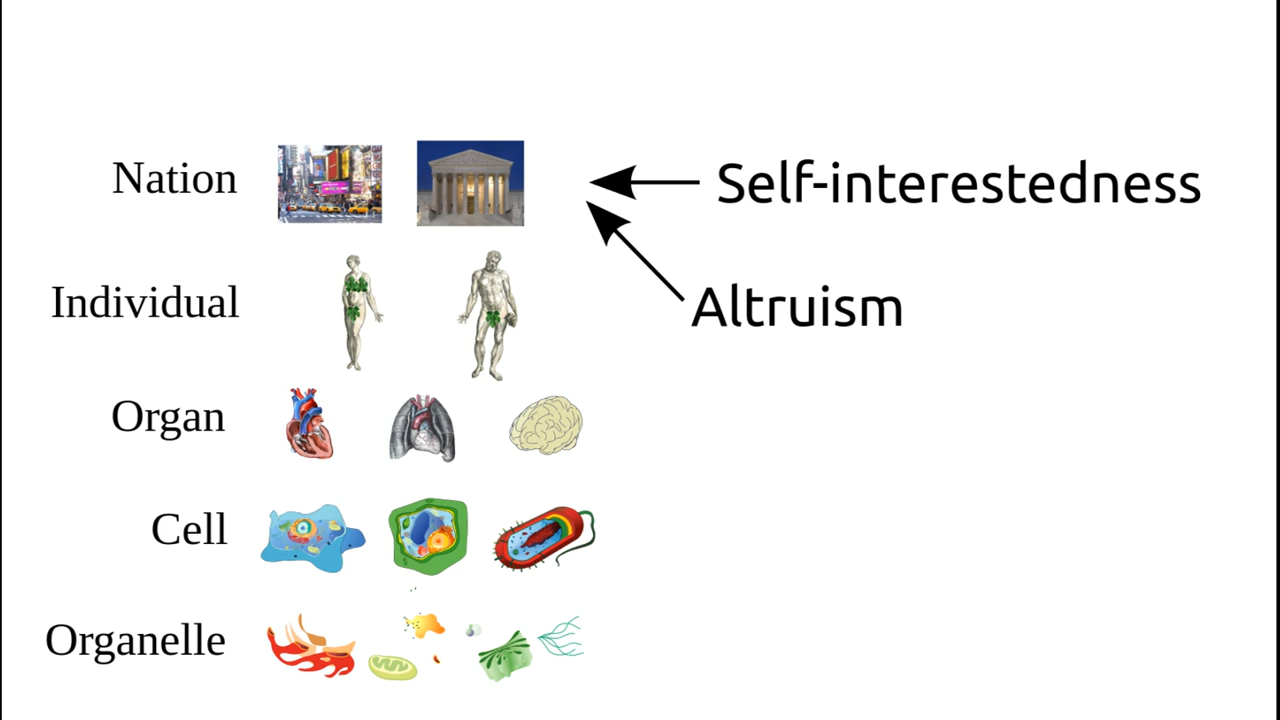 Nation
Self-interestedness
Individual
Altruism
Organ
Cell
Organelle